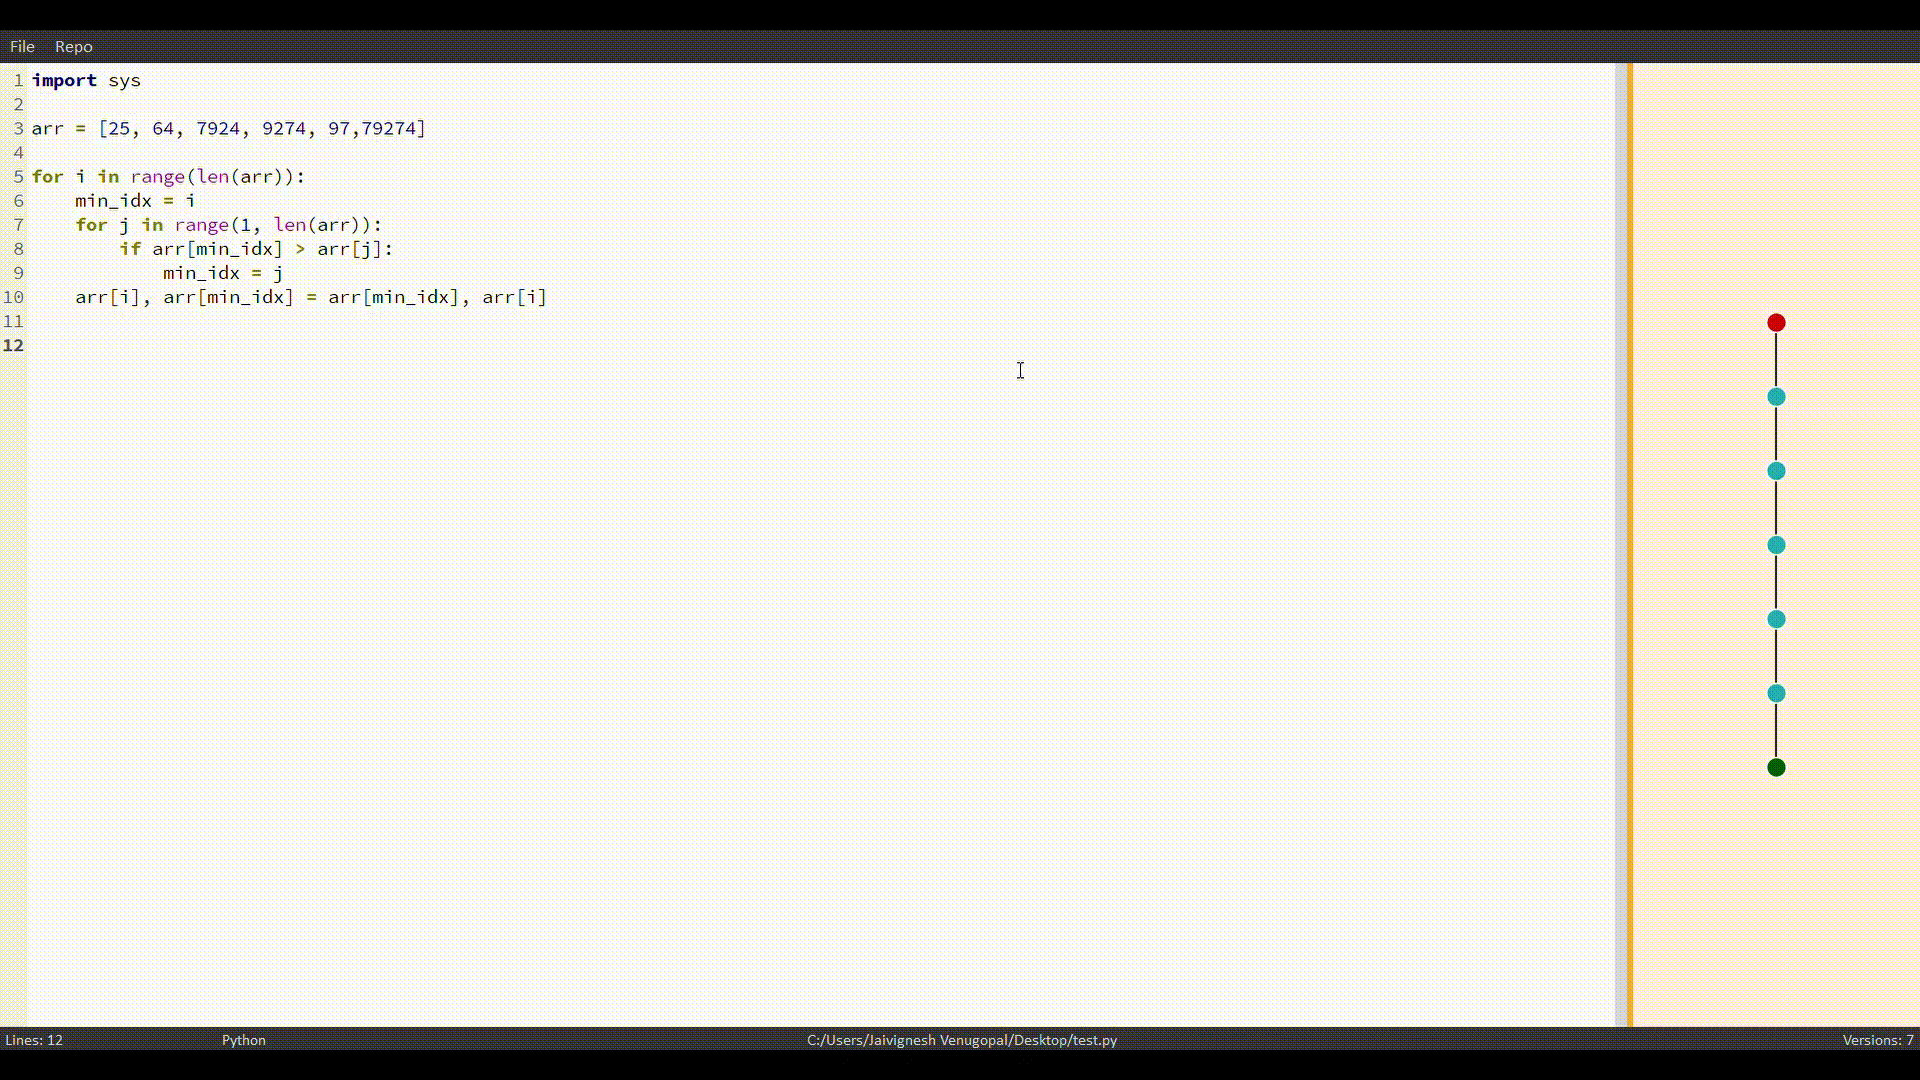 File Repo
1 import sys
2
3 arr = [25, 64, 7924, 9274, 97,79274]
4
5 for i in range(len(arr)):
6     min_idx = i
7     for j in range(1, len(arr)):
8         if arr[min_idx] > arr[j]:
9             min_idx = j
10     arr[i], arr[min_idx] = arr[min_idx], arr[i]
11
12
Lines: 12 Python C:/Users/Jaivignesh Venugopal/Desktop/test.py Versions: 7